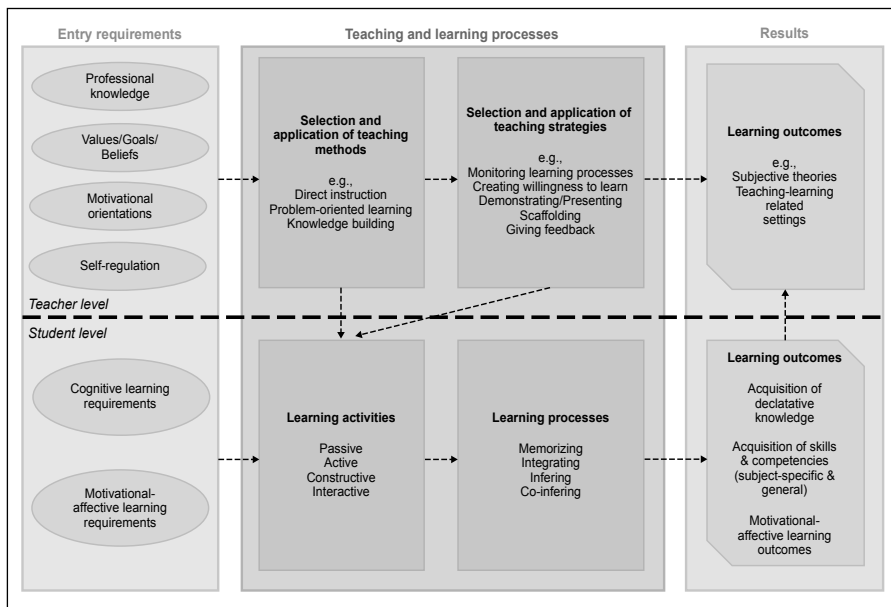 Entry requirements
Professional
knowledge
Values/Goals/
Beliefs
Motivational
orientations
Self-regulation
Teacher level
Student level
Cognitive learning
requirements
Motivational-
affective learning
requirements
Teaching and learning processes
Selection and
application of teaching
methods
e.g.,
Direct instruction
Problem-oriented learning
Knowledge building
Selection and application of
teaching strategies
e.g.,
Monitoring learning processes
Creating willingness to learn
Demonstrating/Presenting
Scaffolding
Giving feedback
Learning activities
Passive
Active
Constructive
Interactive
Learning processes
Memorizing
Integrating
Infering
Co-infering
Results
Learning outcomes
e.g.,
Subjective theories
Teaching-learning
related
settings
Learning outcomes
Acquisition of
declatative
knowledge
Acquisition of skills
& competencies
(subject-specific &
general)
Motivational-
affective learning
outcomes